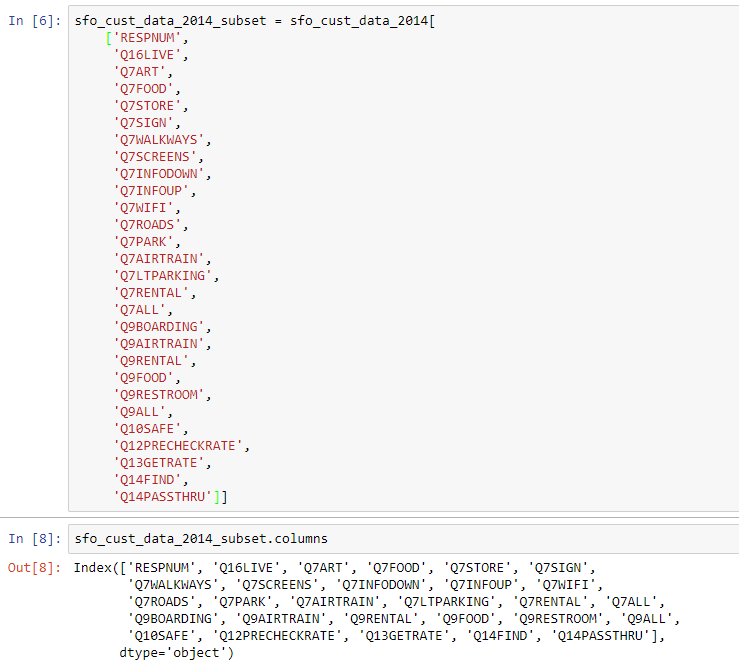 In [6]: sfo_cust_data_2014_subset = sfo_cust_data_2014[
['RESPNUM',
'Q16LIVE',
'Q7ART',
'Q7FOOD',
'Q7STORE',
'Q7SIGN',
'Q7WALKWAYS',
'Q7SCREENS',
'Q7INFODOWN',
'Q7INFOUP',
'Q7WIFI',
'Q7ROADS',
'Q7PARK',
'Q7AIRTRAIN',
'Q7LTPARKING',
'Q7RENTAL',
'Q7ALL',
'Q9BOARDING',
'Q9AIRTRAIN',
'Q9RENTAL',
'Q9FOOD',
'Q9RESTROOM',
'Q9ALL',
'Q10SAFE',
'Q12PRECHECKRATE',
'Q13GETRATE',
'Q14FIND',
'Q14PASSTHRU']]
In [8]: sfo_cust_data_2014_subset.columns
Out[8]: Index(['RESPNUM', 'Q16LIVE', 'Q7ART', 'Q7FOOD', 'Q7STORE', 'Q7SIGN',
'Q7WALKWAYS', 'Q7SCREENS', 'Q7INFODOWN', 'Q7INFOUP', 'Q7WIFI',
'Q7ROADS', 'Q7PARK', 'Q7AIRTRAIN', 'Q7LTPARKING', 'Q7RENTAL', 'Q7ALL',
'Q9BOARDING', 'Q9AIRTRAIN', 'Q9RENTAL', 'Q9FOOD', 'Q9RESTROOM', 'Q9ALL',
'Q10SAFE', 'Q12PRECHECKRATE', 'Q13GETRATE', 'Q14FIND', 'Q14PASSTHRU'],
dtype='object')